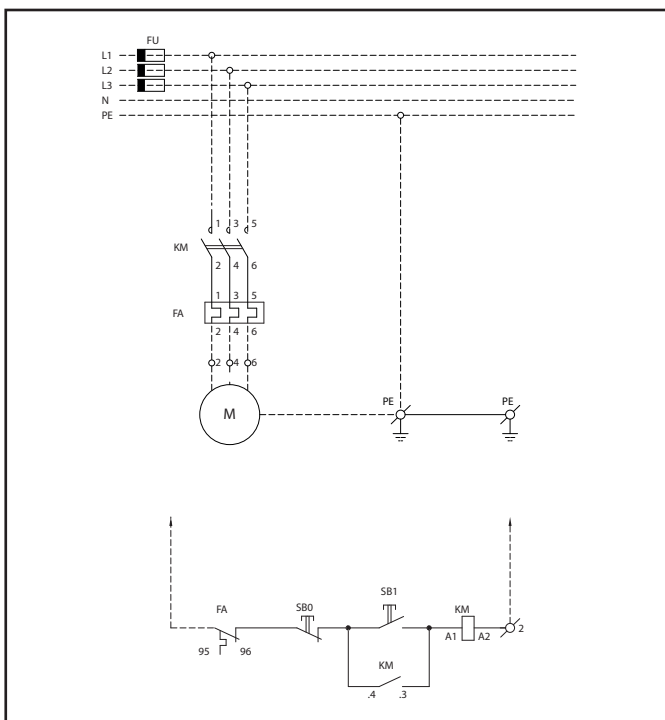 FU
L1
L2
L3
N
PE
1 3 5
KM
2 4 6
1 3 5
FA
2 4 6
2 4 6
M
PE PE
FA SB0 SB1 KM
95 96 A1 A2 2
KM
.4 .3